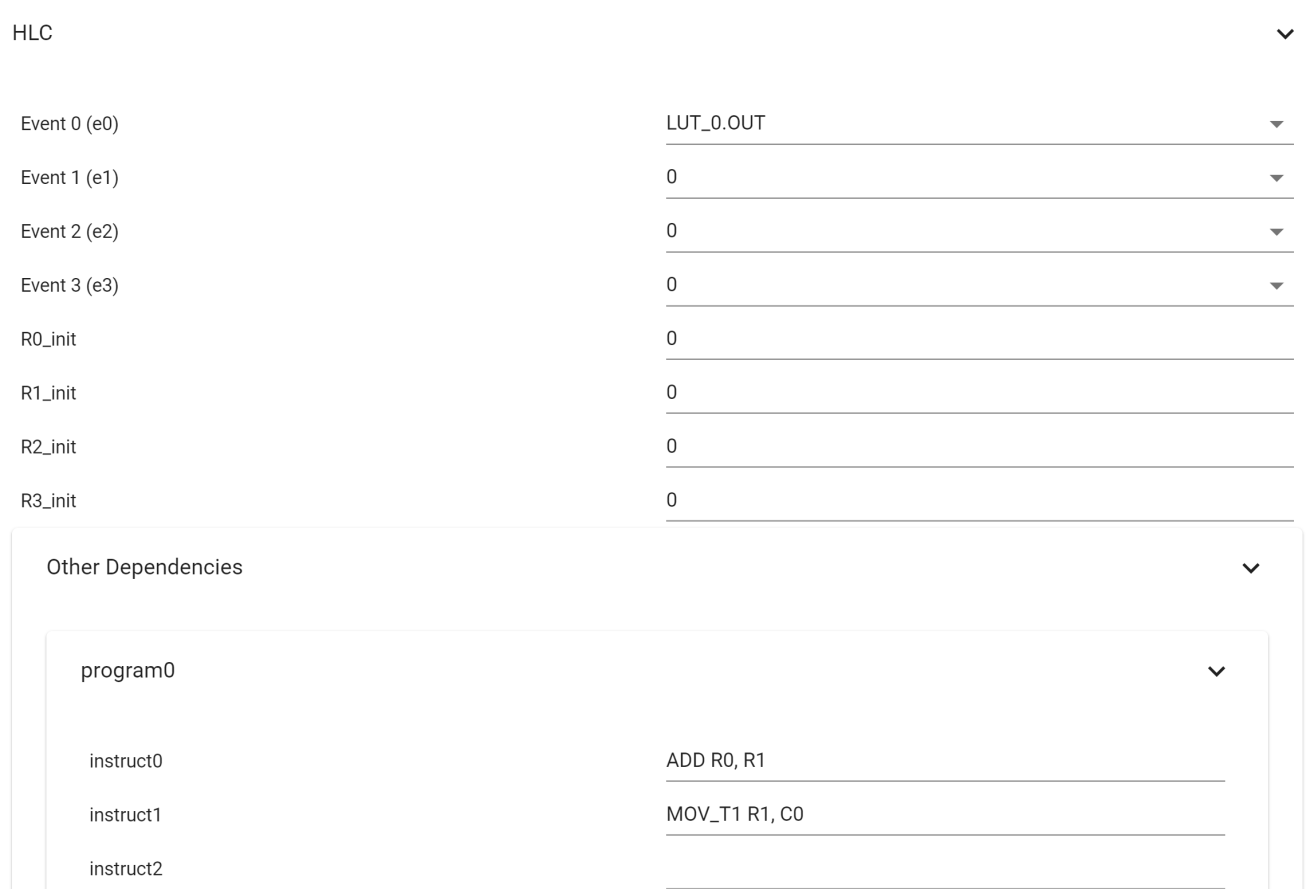 HLC
Event 0 (e0) LUT_0.OUT
Event 1 (e1) 0
Event 2 (e2) 0
Event 3 (e3) 0
R0_init 0
R1_init 0
R2_init 0
R3_init 0
Other Dependencies
program0
instruct0 ADD R0, R1
instruct1 MOV_T1 R1, C0
instruct2